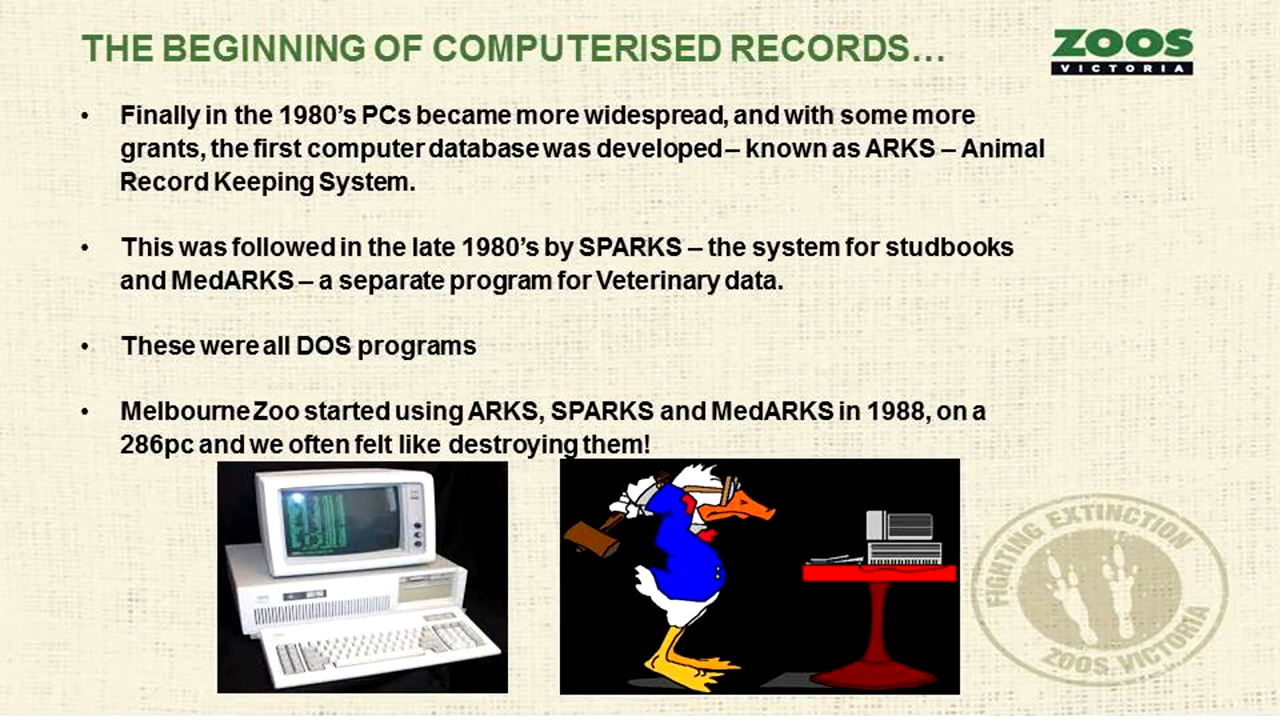 THE BEGINNING OF COMPUTERISED RECORDS...
ZOOS
VICTORIA
• Finally in the 1980's PCs became more widespread, and with some more
grants, the first computer database was developed – known as ARKS – Animal
Record Keeping System.
• This was followed in the late 1980's by SPARKS – the system for studbooks
and MedARKS – a separate program for Veterinary data.
• These were all DOS programs
• Melbourne Zoo started using ARKS, SPARKS and MedARKS in 1988, on a
286pc and we often felt like destroying them!
FIGHTING EXTINCTION
ZOOS VICTORIA